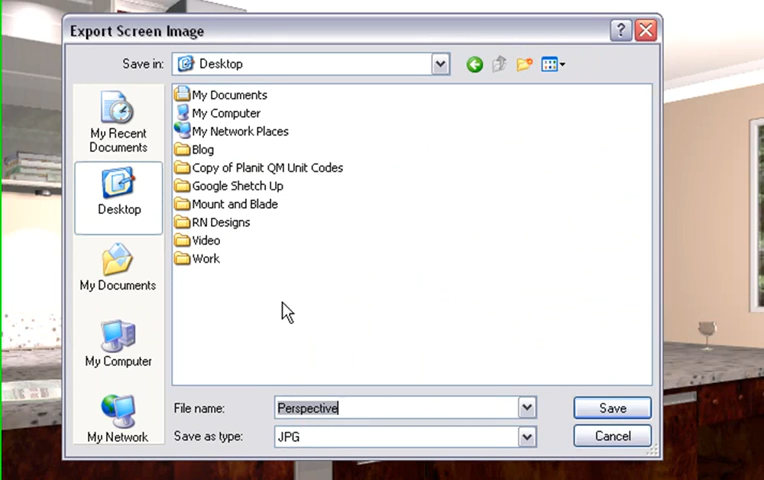 Export Screen Image
Save in:
Desktop
My Recent
Documents
Desktop
My Documents
My Computer
My Network
My Documents
My Computer
My Network Places
Blog
Copy of Planit QM Unit Codes
Google Shetch Up
Mount and Blade
RN Designs
Video
Work
File name:
Perspective
Save
Save as type:
JPG
Cancel